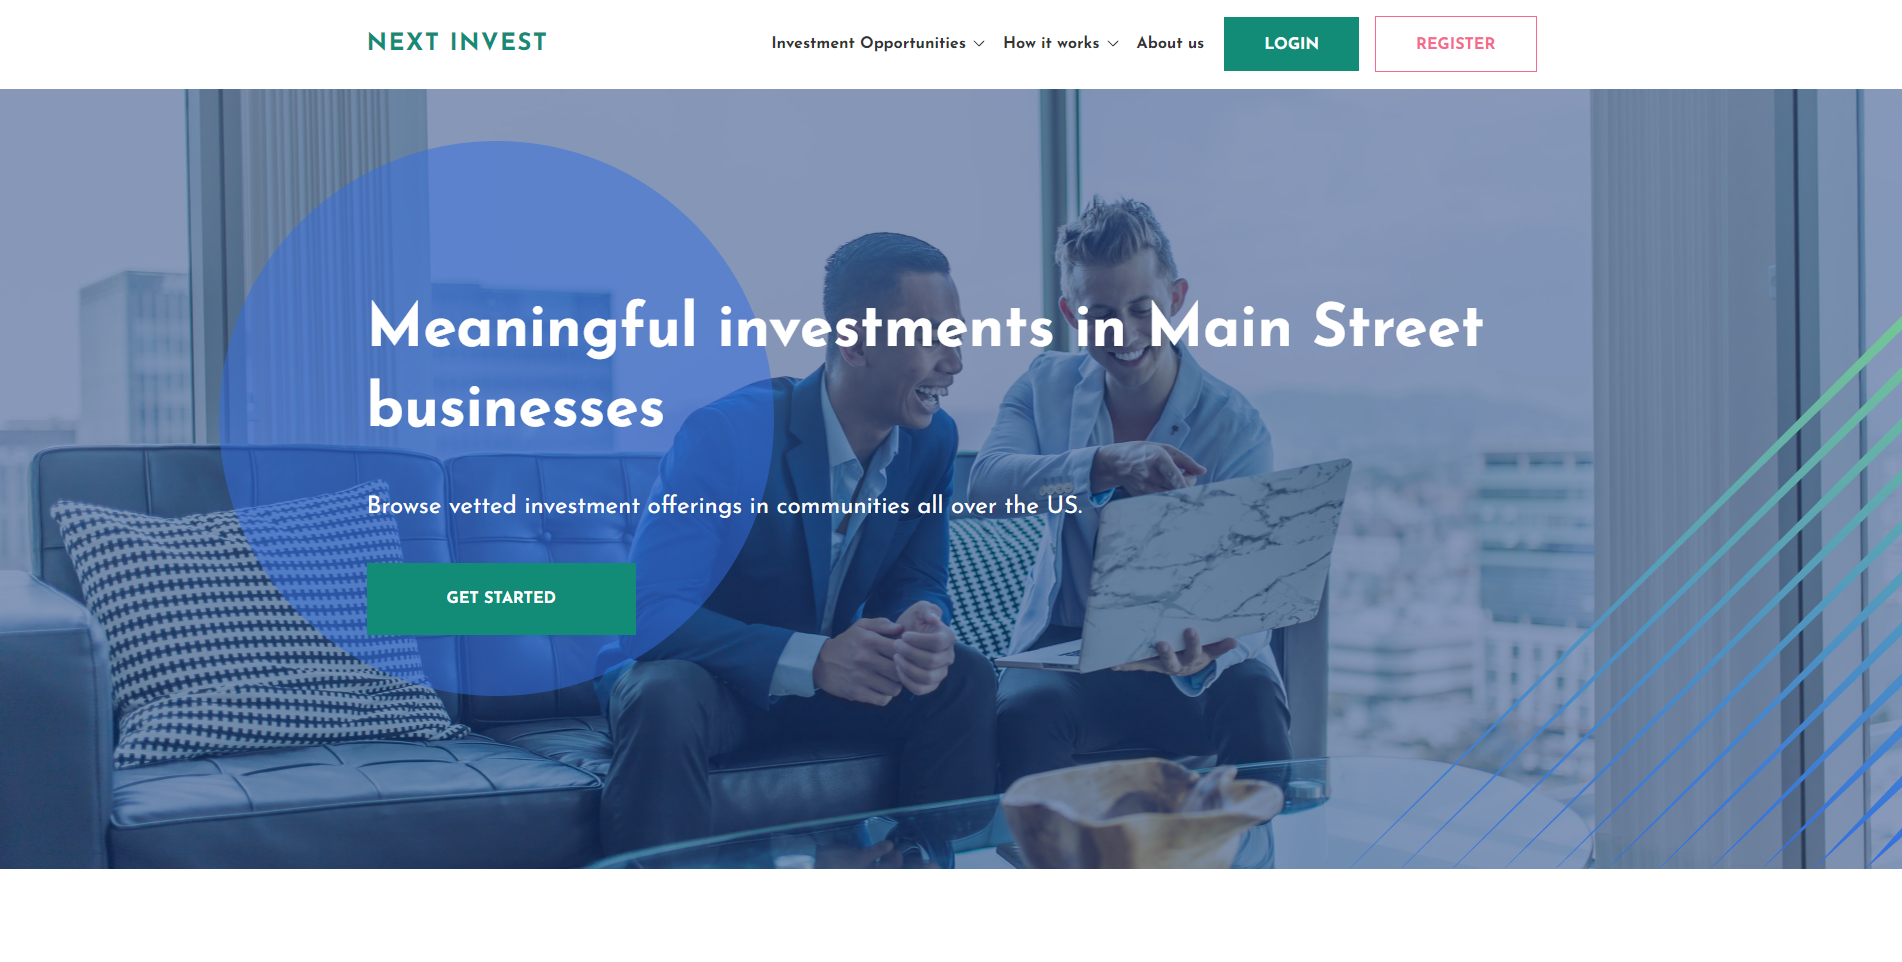 NEXT INVEST
Investment Opportunities
How it works
About us
LOGIN
REGISTER
Meaningful investments in Main Street
businesses
Browse vetted investment offerings in communities all over the US.
GET STARTED